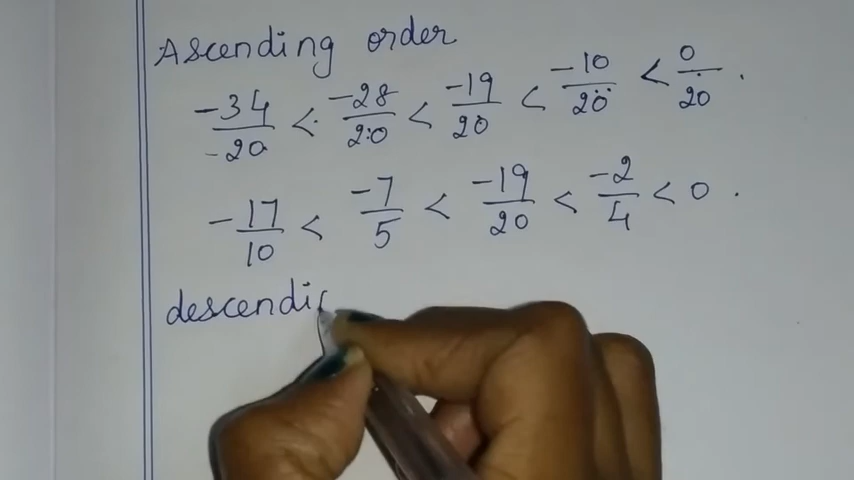 Ascending order
-34/-20 < -28/20 < -19/20 < -10/20 < 0/20 .
-17/10 < -7/5 < -19/20 < -2/4 < 0 .
descendi